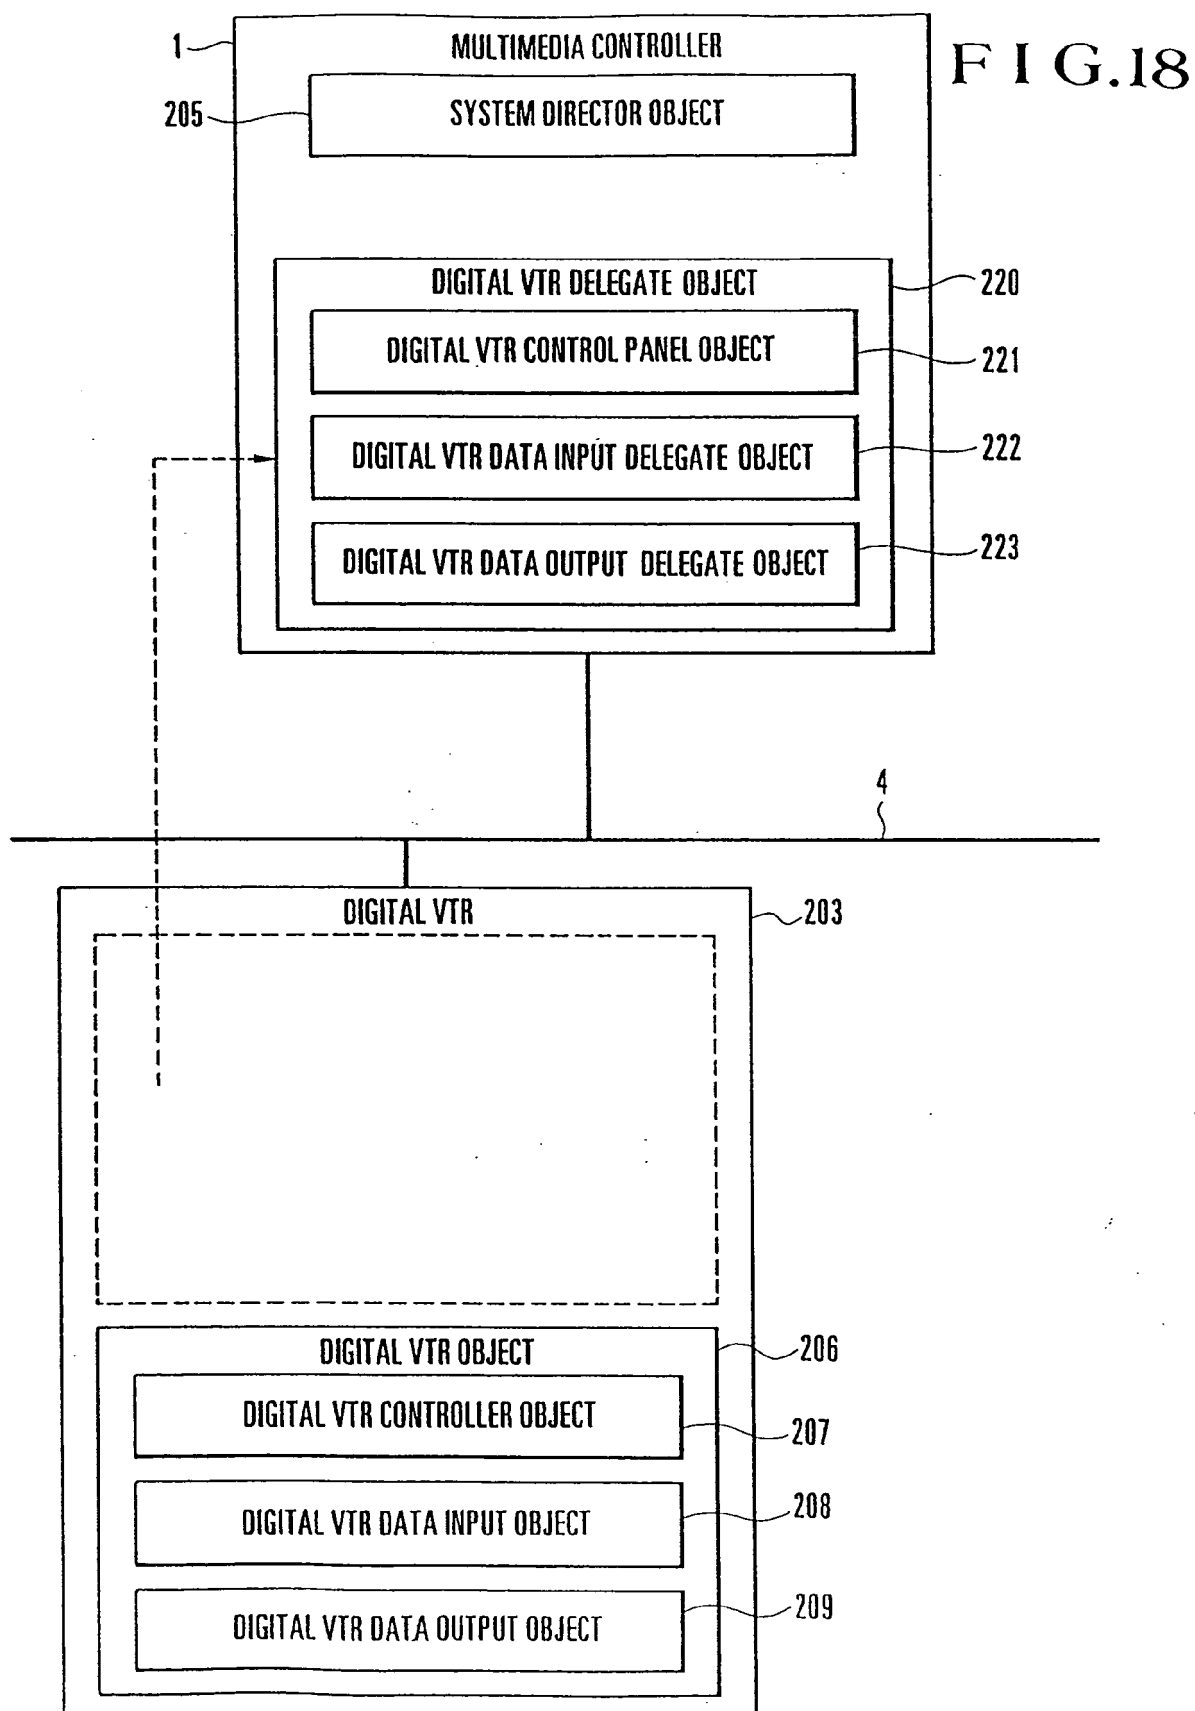 FIG.18
1
MULTIMEDIA CONTROLLER
205
SYSTEM DIRECTOR OBJECT
DIGITAL VTR DELEGATE OBJECT
220
DIGITAL VTR CONTROL PANEL OBJECT
221
DIGITAL VTR DATA INPUT DELEGATE OBJECT
222
DIGITAL VTR DATA OUTPUT DELEGATE OBJECT
223
4
DIGITAL VTR
203
DIGITAL VTR OBJECT
206
DIGITAL VTR CONTROLLER OBJECT
207
DIGITAL VTR DATA INPUT OBJECT
208
DIGITAL VTR DATA OUTPUT OBJECT
209